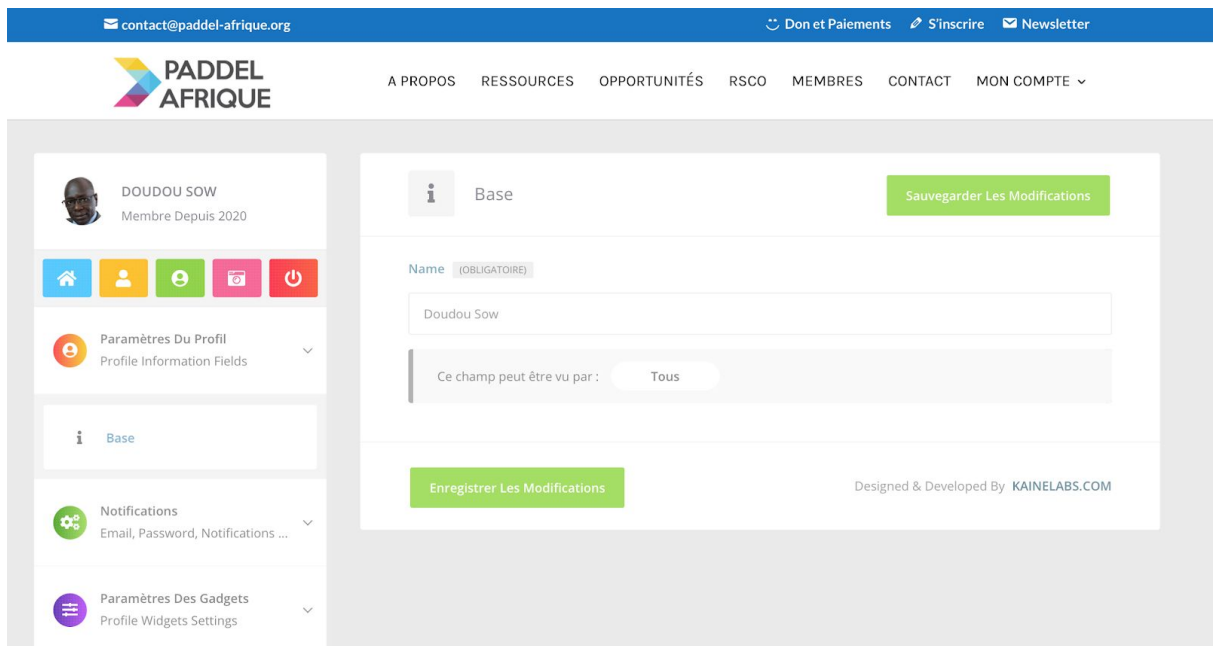 contact@paddel-afrique.org
Don et Paiements S'inscrire Newsletter
PADDEL
AFRIQUE
A PROPOS RESSOURCES OPPORTUNITÉS RSCO MEMBRES CONTACT MON COMPTE
DOUDOU SOW
Membre Depuis 2020
Paramètres Du Profil
Profile Information Fields
Base
Notifications
Email, Password, Notifications ...
Paramètres Des Gadgets
Profile Widgets Settings
Base
Sauvegarder Les Modifications
Name (OBLIGATOIRE)
Doudou Sow
Ce champ peut être vu par : Tous
Enregistrer Les Modifications
Designed & Developed By KAINELABS.COM